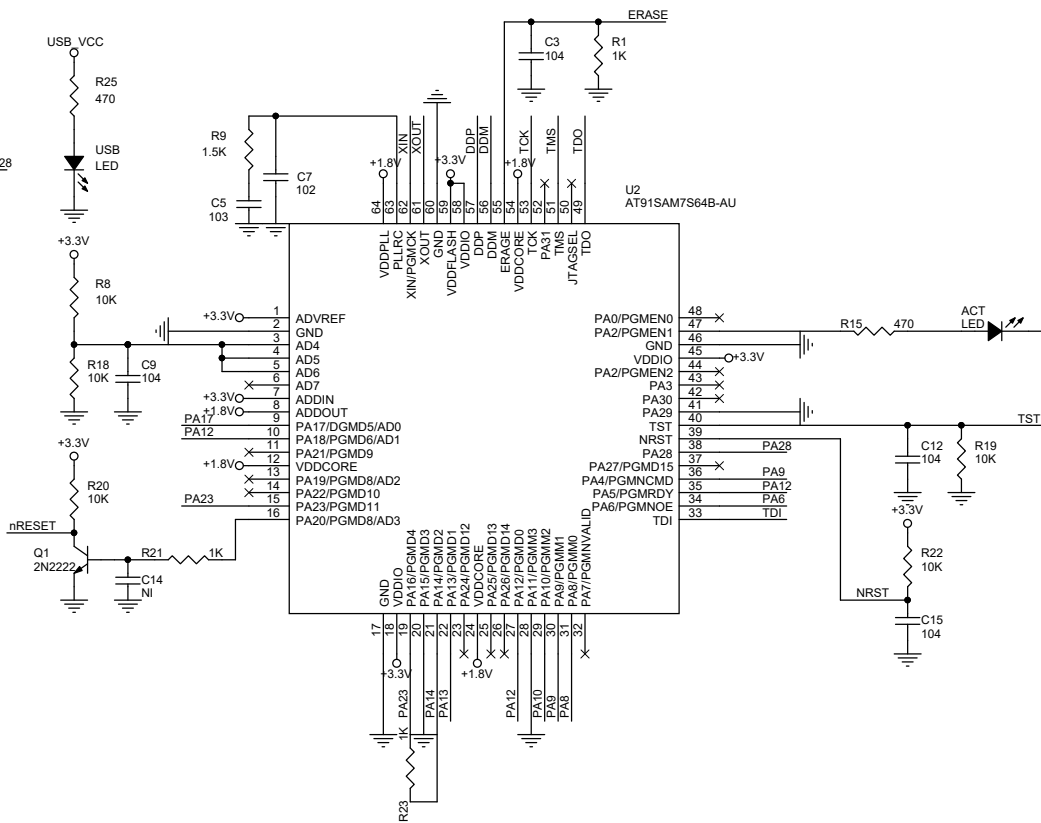 ERASE
USB_VCC
C3
104
R1
1K
R25
470
USB
LED
28
R9
1.5K
C7
102
C5
103
XIN
XOUT
DDP
DDM
TCK
TMS
TDO
+1.8V
+3.3V
+1.8V
U2
AT91SAM7S64B-AU
64
63
62
61
60
59
58
57
56
55
54
53
52
51
50
49
VDDPLL
PLLRC
XIN/PGMCK
XOUT
GND
VDDFLASH
VDDIO
DDP
DDM
ERAGE
VDDCORE
TCK
PA31
TMS
JTAGSEL
TDO
+3.3V
R8
10K
R18
10K
C9
104
+3.3V 1 ADVREF
2 GND
3 AD4
4 AD5
5 AD6
6 AD7
+3.3V 7 ADDIN
+1.8V 8 ADDOUT
PA17 9 PA17/DGMD5/AD0
PA12 10 PA18/PGMD6/AD1
11 PA21/PGMD9
+1.8V 12 VDDCORE
13 PA19/PGMD8/AD2
14 PA22/PGMD10
PA23 15 PA23/PGMD11
16 PA20/PGMD8/AD3
PA0/PGMEN0 48
PA2/PGMEN1 47
GND 46
VDDIO 45 +3.3V
PA2/PGMEN2 44
PA3 43
PA30 42
PA29 41
TST 40 TST
NRST 39
PA28 38 PA28
PA27/PGMD15 37
PA4/PGMNCMD 36 PA9
PA5/PGMRDY 35 PA12
PA6/PGMNOE 34 PA6
TDI 33 TDI
R15 470
ACT
LED
C12
104
R19
10K
+3.3V
R22
10K
NRST
C15
104
+3.3V
R20
10K
nRESET
Q1
2N2222
R21 1K
C14
NI
GND
VDDIO
PA16/PGMD4
PA15/PGMD3
PA14/PGMD2
PA13/PGMD1
PA24/PGMD12
VDDCORE
PA25/PGMD13
PA26/PGMD14
PA12/PGMD0
PA11/PGMM3
PA10/PGMM2
PA9/PGMM1
PA8/PGMM0
PA7/PGMNVALID
17
18
19
20
21
22
23
24
25
26
27
28
29
30
31
32
+3.3V
+1.8V
PA23
PA14
PA13
PA12
PA10
PA9
PA8
1K
R23